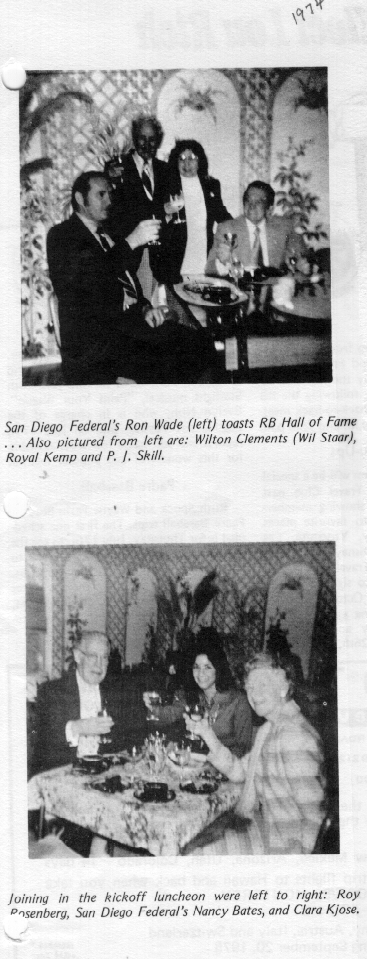 1974
San Diego Federal's Ron Wade (left) toasts RB Hall of Fame
. . . Also pictured from left are: Wilton Clements (Wil Staar),
Royal Kemp and P. J. Skill.
Joining in the kickoff luncheon were left to right: Roy
Rosenberg, San Diego Federal's Nancy Bates, and Clara Kjose.